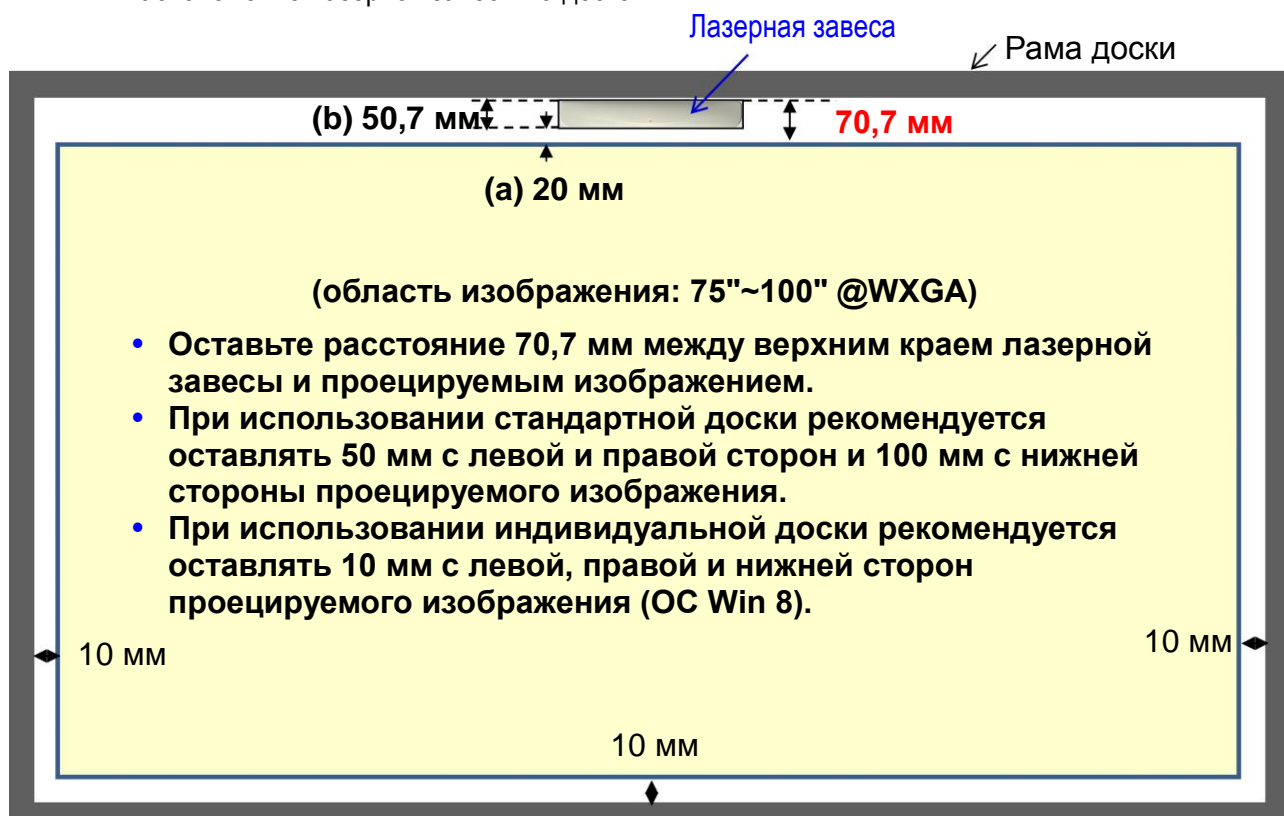 Лазерная завеса
Рама доски
(b) 50,7 мм
70,7 мм
(a) 20 мм
(область изображения: 75"~100" @WXGA)
• Оставьте расстояние 70,7 мм между верхним краем лазерной
завесы и проецируемым изображением.
• При использовании стандартной доски рекомендуется
оставлять 50 мм с левой и правой сторон и 100 мм с нижней
стороны проецируемого изображения.
• При использовании индивидуальной доски рекомендуется
оставлять 10 мм с левой, правой и нижней сторон
проецируемого изображения (ОС Win 8).
10 мм
10 мм
10 мм